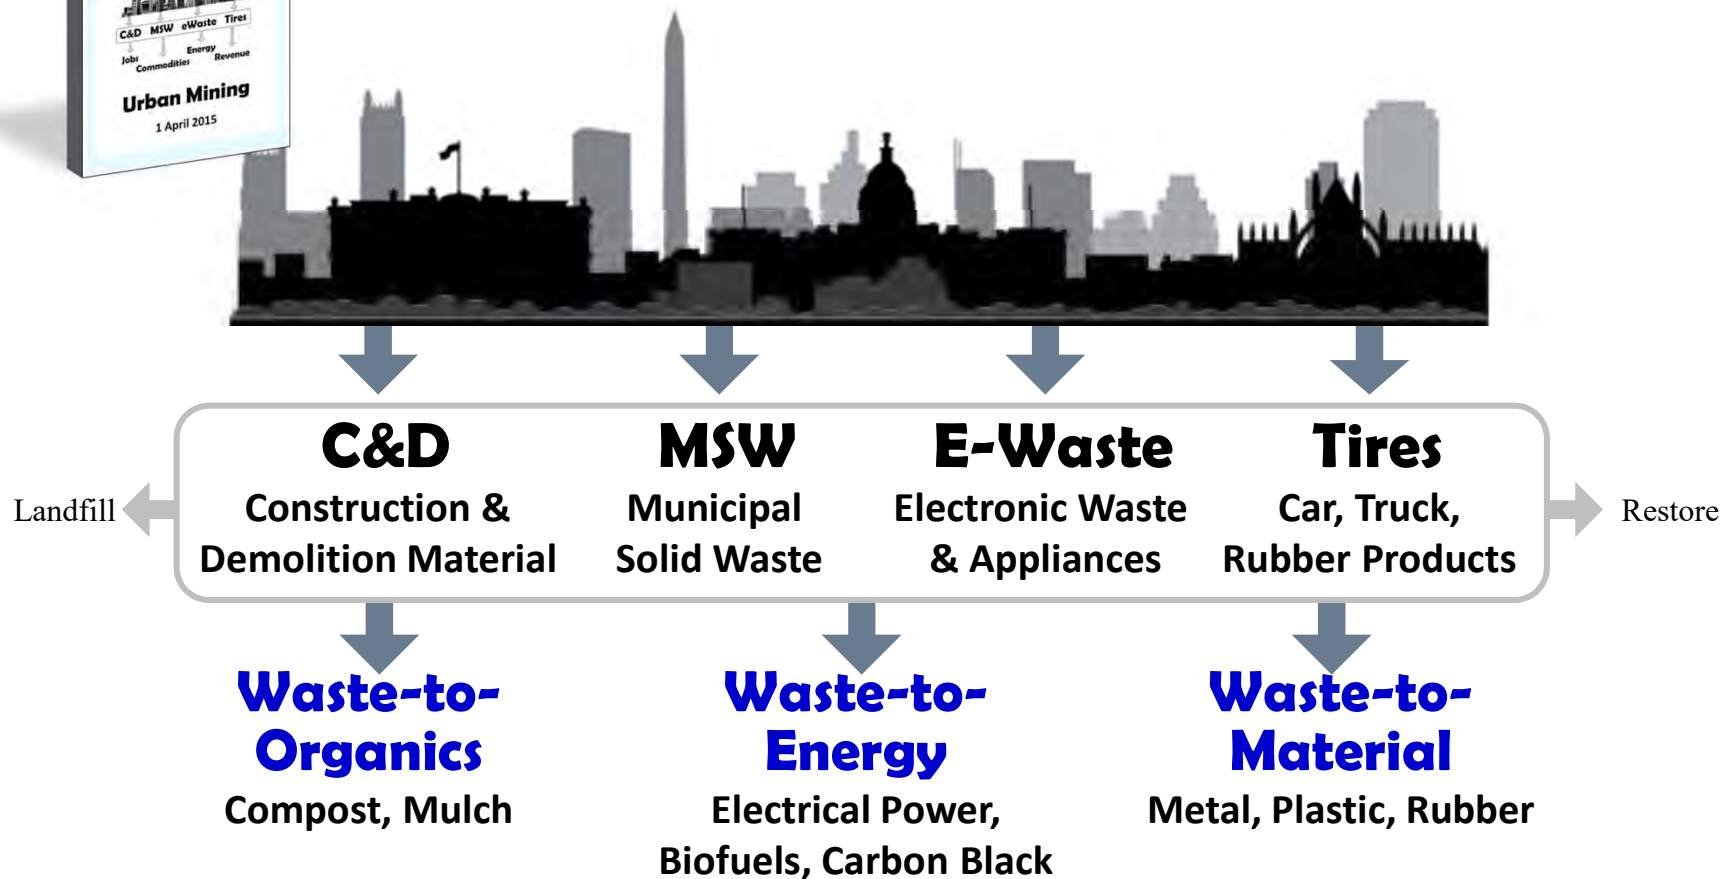 C&D MSW eWaste Tires
Jobs
Commodities
Energy
Revenue
Urban Mining
1 April 2015
C&D
Construction &
Demolition Material
MSW
Municipal
Solid Waste
E-Waste
Electronic Waste
& Appliances
Tires
Car, Truck,
Rubber Products
Landfill
Restore
Waste-to-
Organics
Compost, Mulch
Waste-to-
Energy
Electrical Power,
Biofuels, Carbon Black
Waste-to-
Material
Metal, Plastic, Rubber